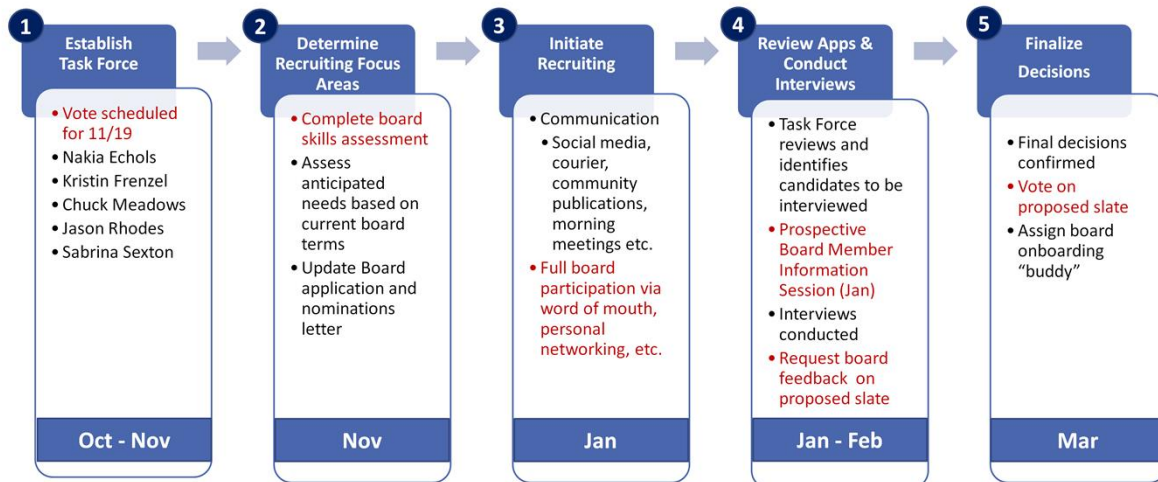 1
Establish
Task Force
• Vote scheduled
for 11/19
• Nakia Echols
• Kristin Frenzel
• Chuck Meadows
• Jason Rhodes
• Sabrina Sexton
Oct - Nov
2
Determine
Recruiting Focus
Areas
• Complete board
skills assessment
• Assess
anticipated
needs based on
current board
terms
• Update Board
application and
nominations
letter
Nov
3
Initiate
Recruiting
• Communication
• Social media,
courier,
community
publications,
morning
meetings etc.
• Full board
participation via
word of mouth,
personal
networking, etc.
Jan
4
Review Apps &
Conduct
Interviews
• Task Force
reviews and
identifies
candidates to be
interviewed
• Prospective
Board Member
Information
Session (Jan)
• Interviews
conducted
• Request board
feedback on
proposed slate
Jan - Feb
5
Finalize
Decisions
• Final decisions
confirmed
• Vote on
proposed slate
• Assign board
onboarding
“buddy”
Mar